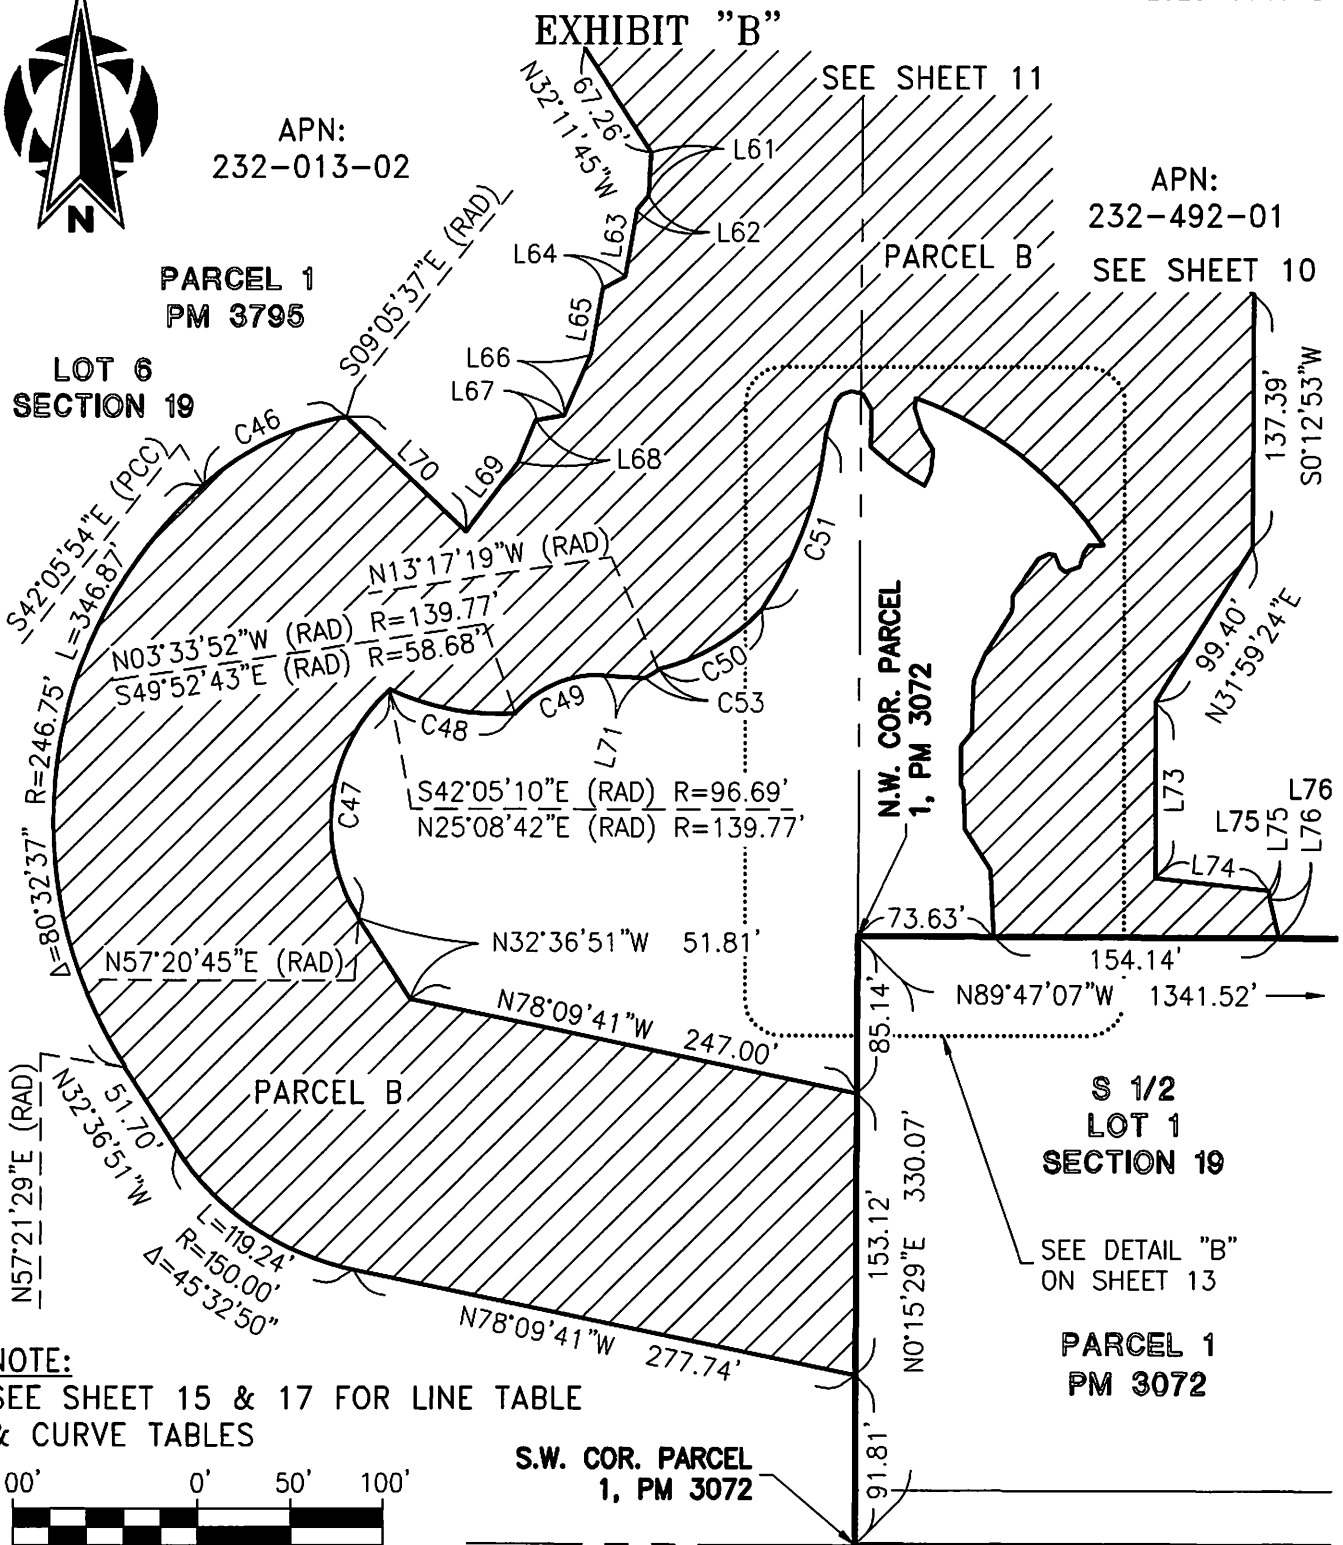 EXHIBIT "B"
SEE SHEET 11
67.26'
N32°11'45"W
APN:
232-013-02
L61
L62
L63
L64
L65
L66
L67
L68
L69
L70
APN:
232-492-01
PARCEL B
SEE SHEET 10
N
PARCEL 1
PM 3795
S09°05'37"E (RAD)
LOT 6
SECTION 19
C46
137.39'
S0°12'53"W
S42°05'54"E (PCC)
L=346.87'
R=246.75'
Δ=80°32'37"
N13°17'19"W (RAD)
N03°33'52"W (RAD) R=139.77'
S49°52'43"E (RAD) R=58.68'
C51
C50
C53
C49
C48
L71
C47
N.W. COR. PARCEL
1, PM 3072
99.40'
N31°59'24"E
S42°05'10"E (RAD) R=96.69'
N25°08'42"E (RAD) R=139.77'
L73
L74
L75
L75
L76
L76
73.63'
154.14'
N32°36'51"W 51.81'
N57°20'45"E (RAD)
N89°47'07"W 1341.52'
N78°09'41"W 247.00'
85.14'
PARCEL B
N57°21'29"E (RAD)
51.70'
N32°36'51"W
S 1/2
LOT 1
SECTION 19
153.12'
N0°15'29"E 330.07'
L=119.24'
R=150.00'
Δ=45°32'50"
SEE DETAIL "B"
ON SHEET 13
N78°09'41"W 277.74'
PARCEL 1
PM 3072
NOTE:
SEE SHEET 15 & 17 FOR LINE TABLE
& CURVE TABLES
S.W. COR. PARCEL
1, PM 3072
91.81'
00' 0' 50' 100'